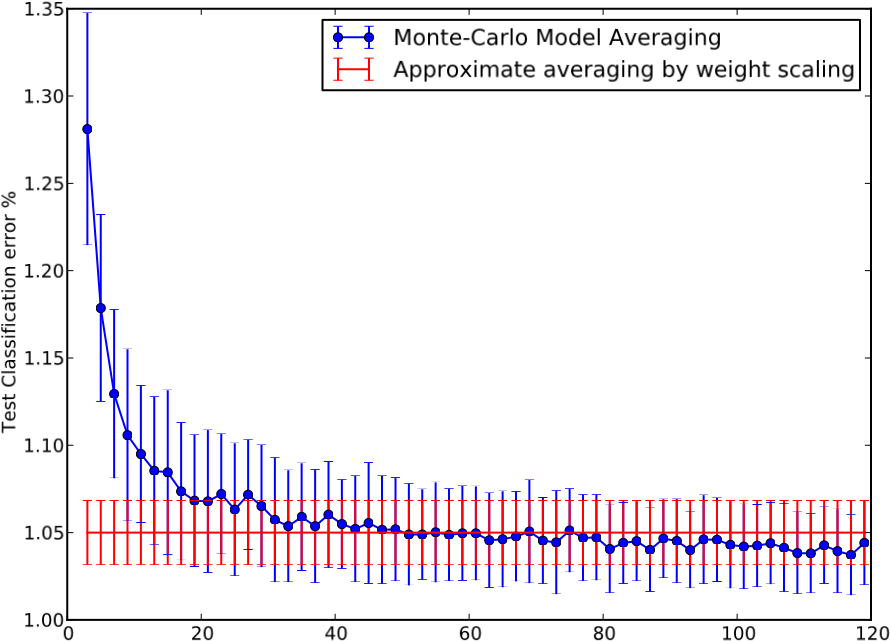 1.35
Monte-Carlo Model Averaging
Approximate averaging by weight scaling
1.30
1.25
1.20
1.15
1.10
1.05
1.00
Test Classification error %
0 20 40 60 80 100 120